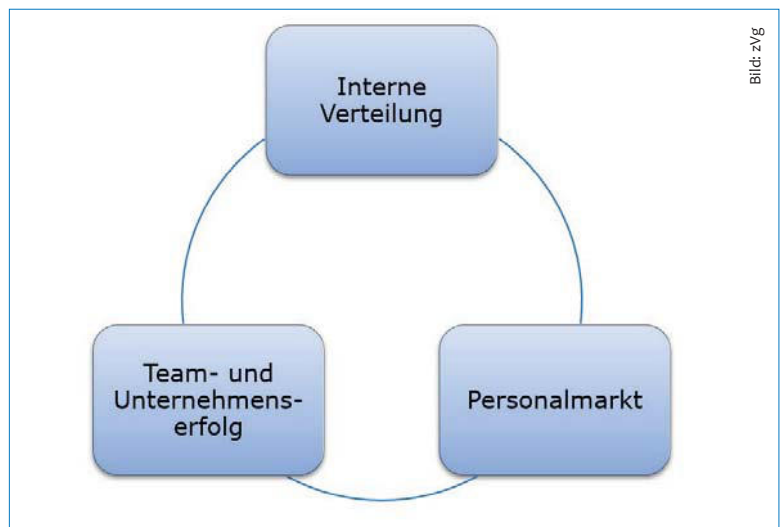 Interne
Verteilung
Team- und
Unternehmens-
erfolg
Personalmarkt
Bild: zVg